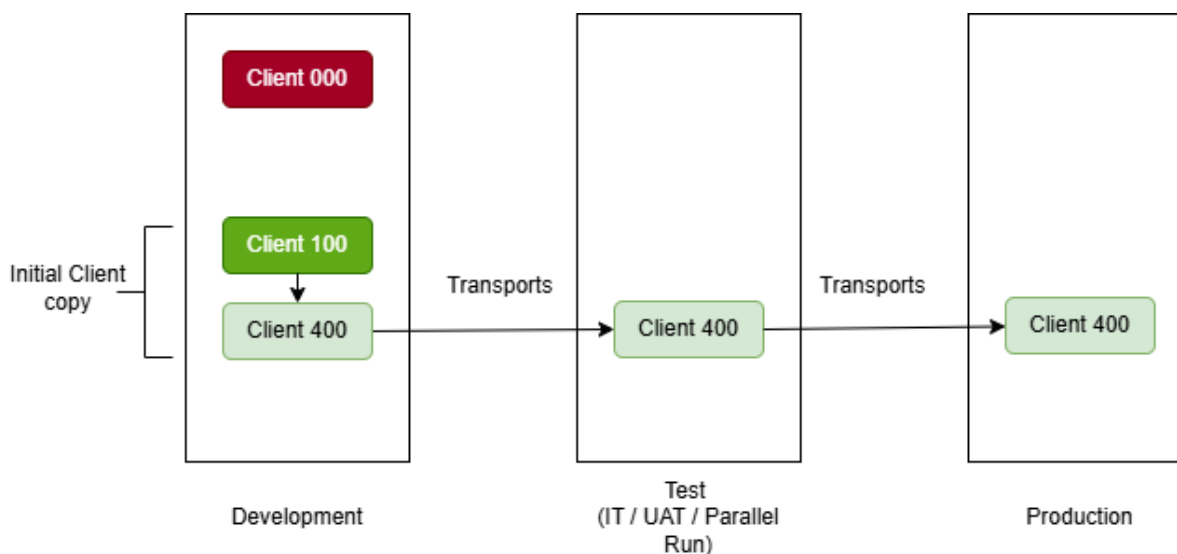 Client 000
Client 100
Initial Client
copy
Transports
Transports
Client 400
Client 400
Client 400
Development
Test
(IT / UAT / Parallel
Run)
Production